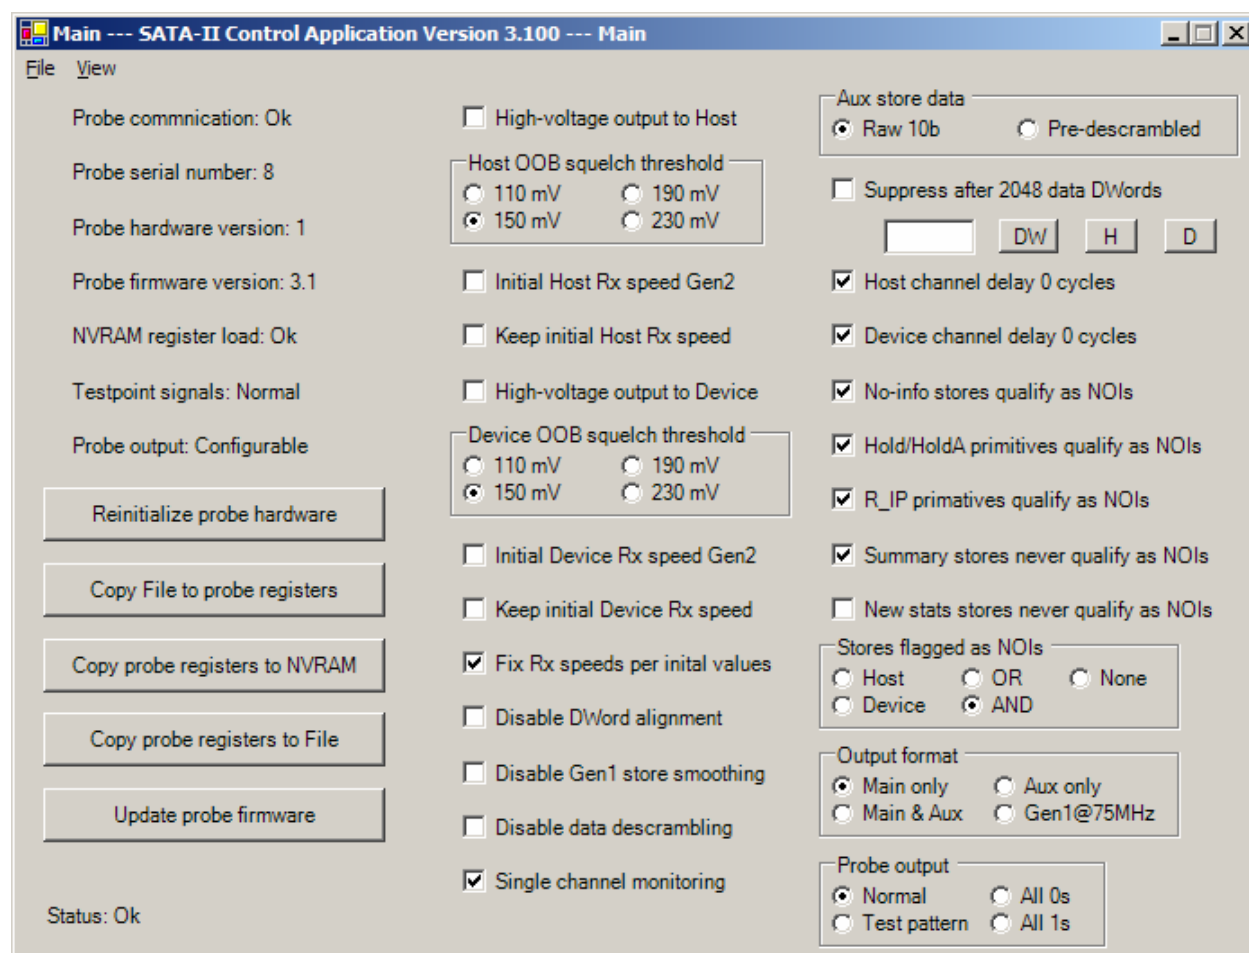 Main --- SATA-II Control Application Version 3.100 --- Main
File View
Probe commnication: Ok
Probe serial number: 8
Probe hardware version: 1
Probe firmware version: 3.1
NVRAM register load: Ok
Testpoint signals: Normal
Probe output: Configurable
Reinitialize probe hardware
Copy File to probe registers
Copy probe registers to NVRAM
Copy probe registers to File
Update probe firmware
Status: Ok
High-voltage output to Host
Host OOB squelch threshold
110 mV 190 mV
150 mV 230 mV
Initial Host Rx speed Gen2
Keep initial Host Rx speed
High-voltage output to Device
Device OOB squelch threshold
110 mV 190 mV
150 mV 230 mV
Initial Device Rx speed Gen2
Keep initial Device Rx speed
Fix Rx speeds per inital values
Disable DWord alignment
Disable Gen1 store smoothing
Disable data descrambling
Single channel monitoring
Aux store data
Raw 10b Pre-descrambled
Suppress after 2048 data DWords
DW H D
Host channel delay 0 cycles
Device channel delay 0 cycles
No-info stores qualify as NOIs
Hold/HoldA primitives qualify as NOIs
R_IP primatives qualify as NOIs
Summary stores never qualify as NOIs
New stats stores never qualify as NOIs
Stores flagged as NOIs
Host OR None
Device AND
Output format
Main only Aux only
Main & Aux Gen1@75MHz
Probe output
Normal All 0s
Test pattern All 1s